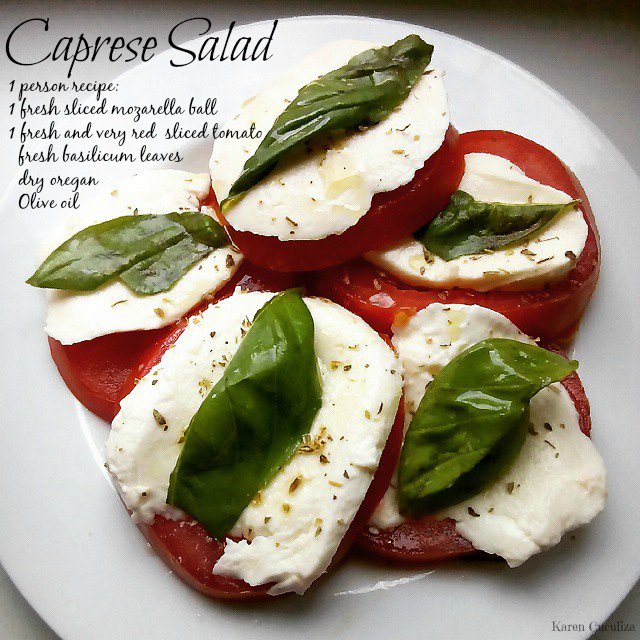 Caprese Salad
1 person recipe:
1 fresh sliced mozarella ball
1 fresh and very red sliced tomato
fresh basilicum leaves
dry oregan
Olive oil
Karen Cuculiza